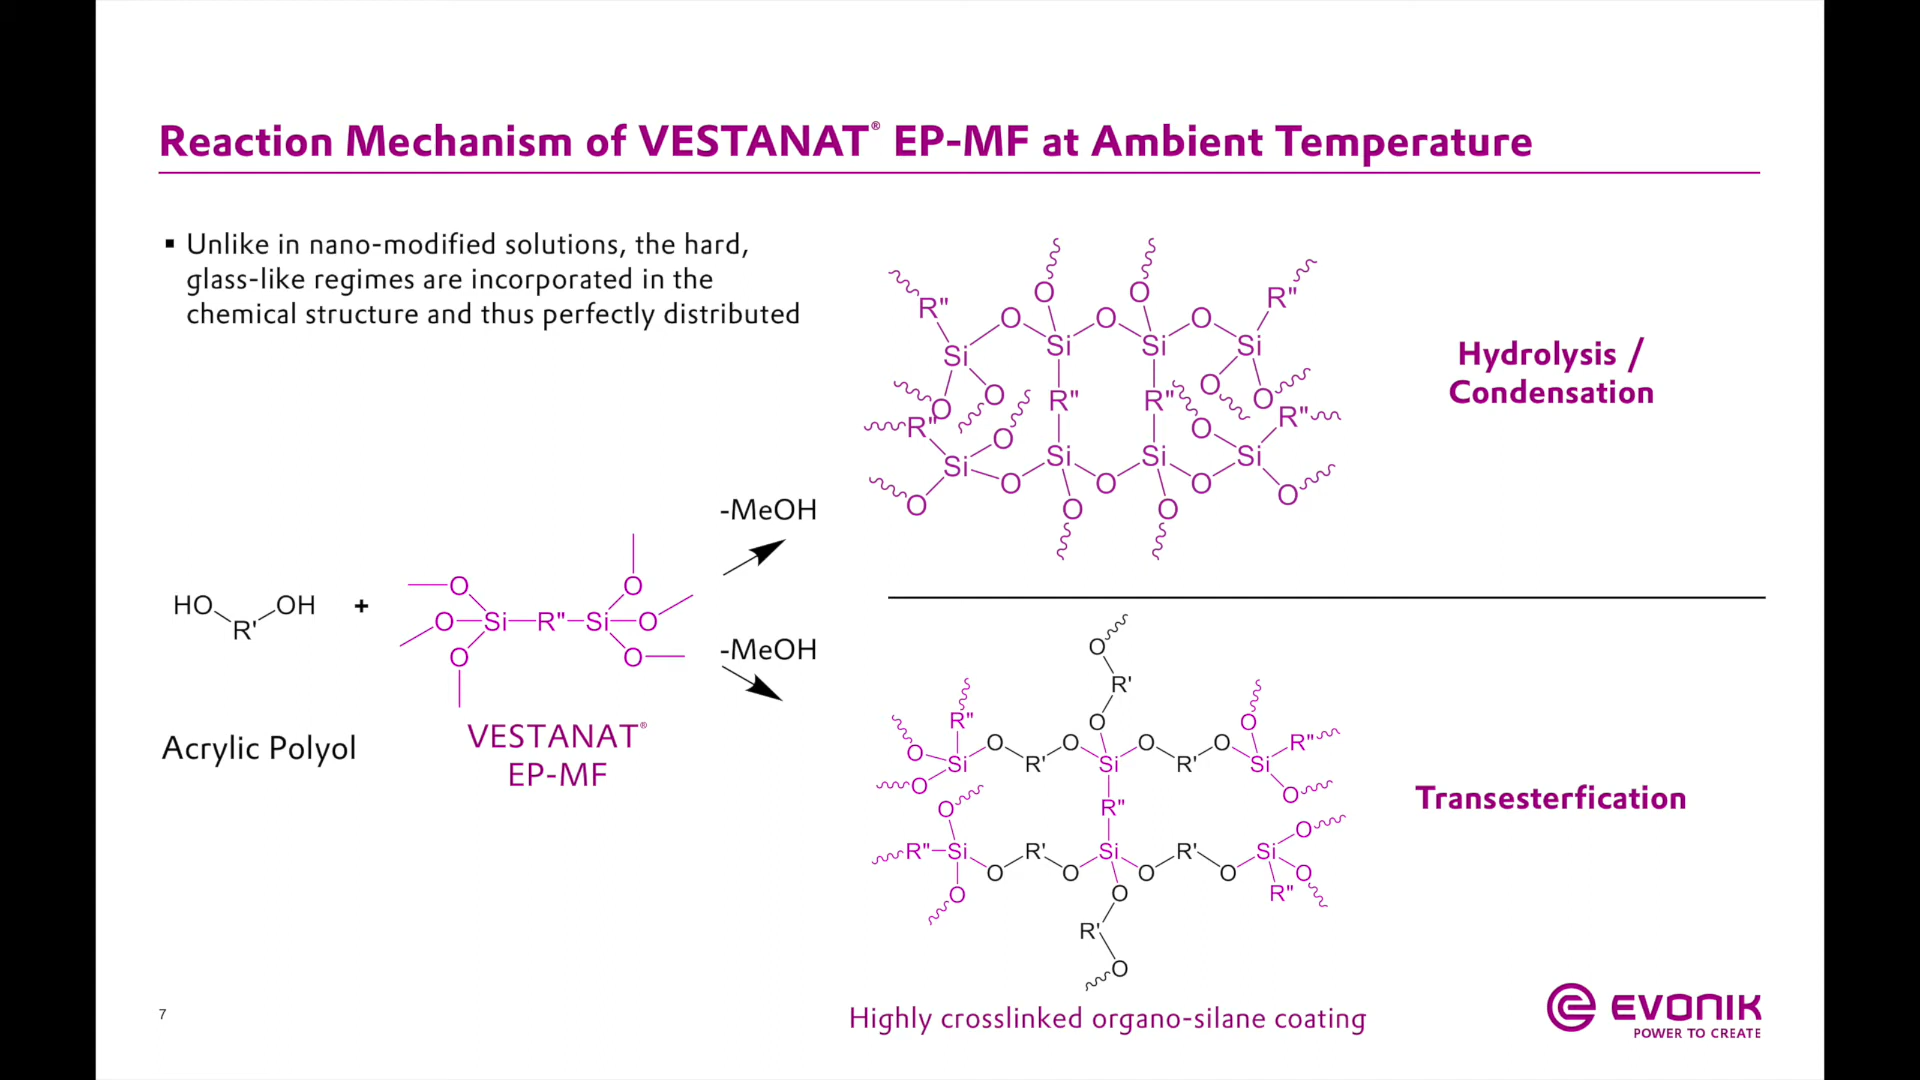 Reaction Mechanism of VESTANAT® EP-MF at Ambient Temperature
▪ Unlike in nano-modified solutions, the hard,
glass-like regimes are incorporated in the
chemical structure and thus perfectly distributed
R" O O O O O R"
Si Si Si Si
O O R" R" O O
R" O O R"
Si Si Si Si
O O O O O
O O
Hydrolysis /
Condensation
-MeOH
HO R' OH
+
O O
O Si R" Si O
O O
-MeOH
Acrylic Polyol
VESTANAT®
EP-MF
O
R'
R" O O
O O R' O O R' O R"
Si Si Si
O O
O R" O
R" Si O R' O Si O R' O Si O
O O R"
R'
O
Transesterfication
Highly crosslinked organo-silane coating
7
EVONIK
POWER TO CREATE